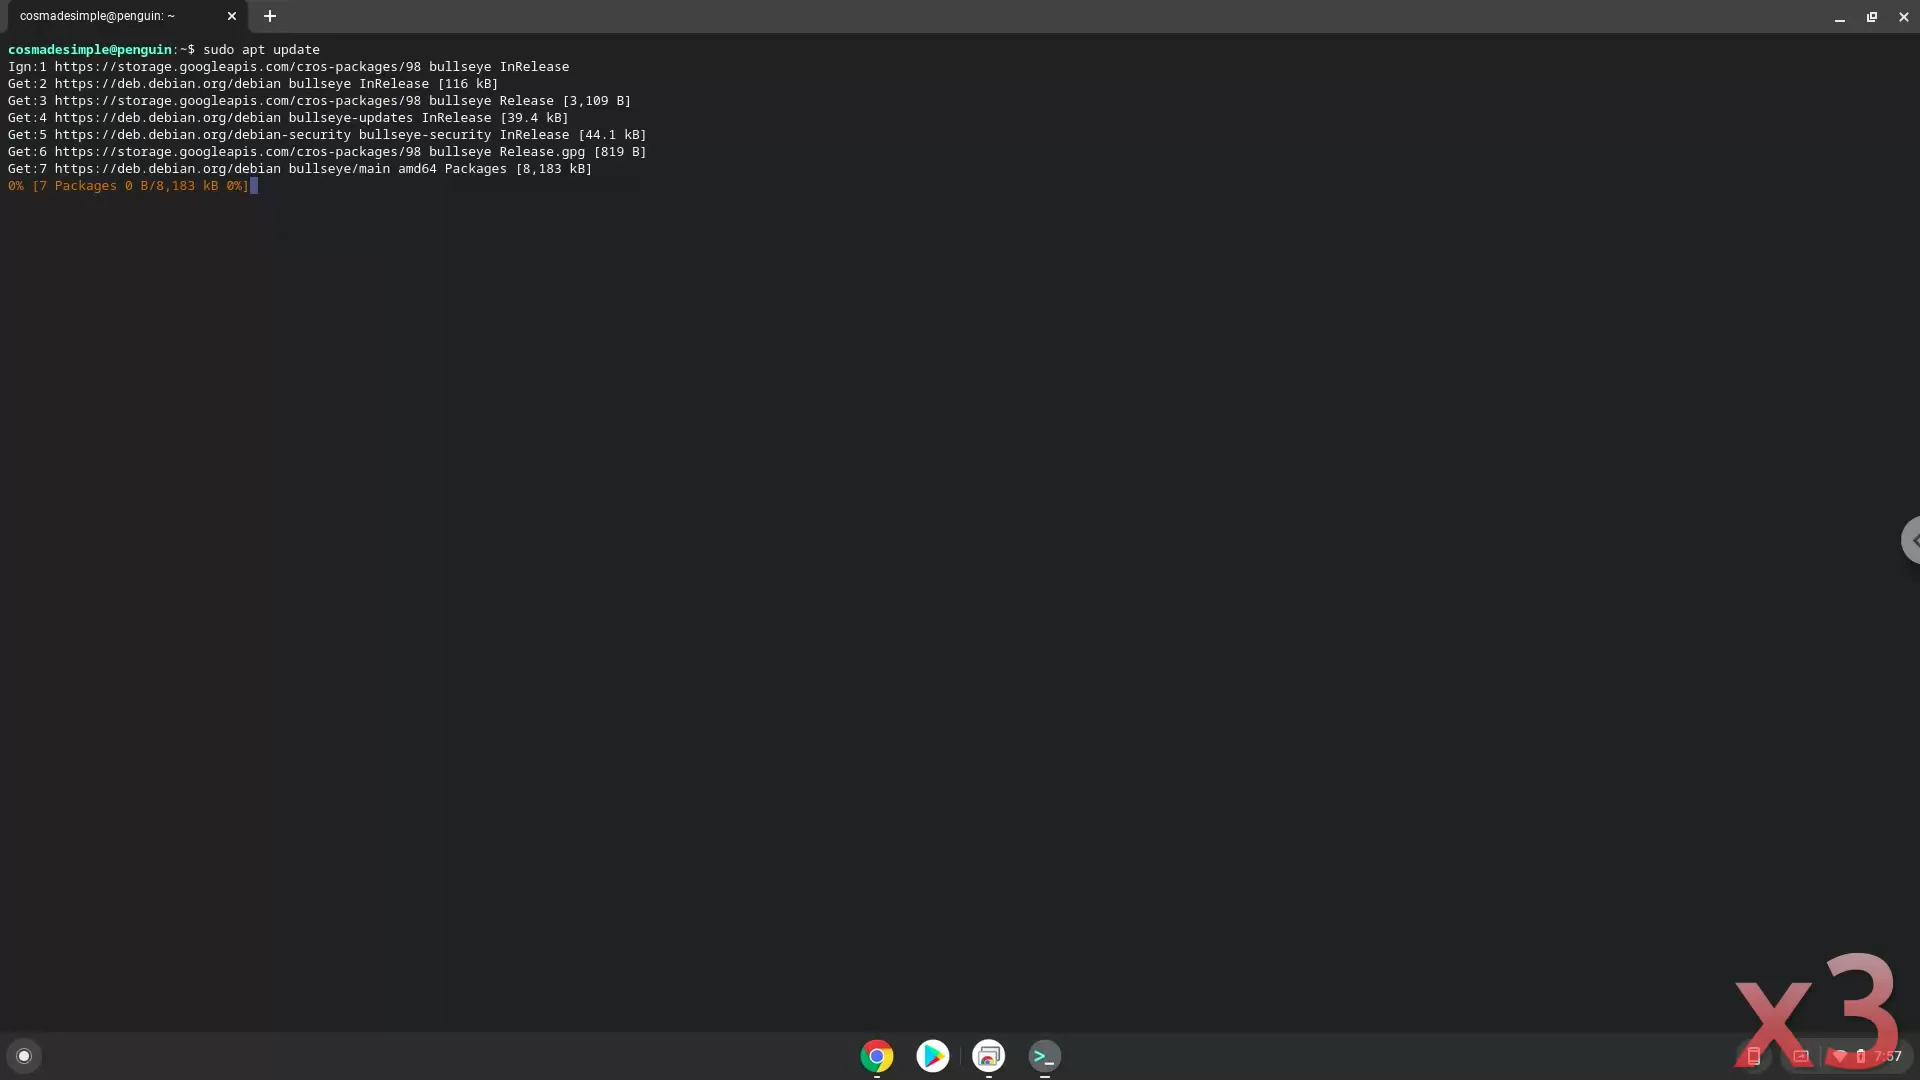 cosmadesimple@penguin: ~
cosmadesimple@penguin:~$ sudo apt update
Ign:1 https://storage.googleapis.com/cros-packages/98 bullseye InRelease
Get:2 https://deb.debian.org/debian bullseye InRelease [116 kB]
Get:3 https://storage.googleapis.com/cros-packages/98 bullseye Release [3,109 B]
Get:4 https://deb.debian.org/debian bullseye-updates InRelease [39.4 kB]
Get:5 https://deb.debian.org/debian-security bullseye-security InRelease [44.1 kB]
Get:6 https://storage.googleapis.com/cros-packages/98 bullseye Release.gpg [819 B]
Get:7 https://deb.debian.org/debian bullseye/main amd64 Packages [8,183 kB]
0% [7 Packages 0 B/8,183 kB 0%]
x3
7:57